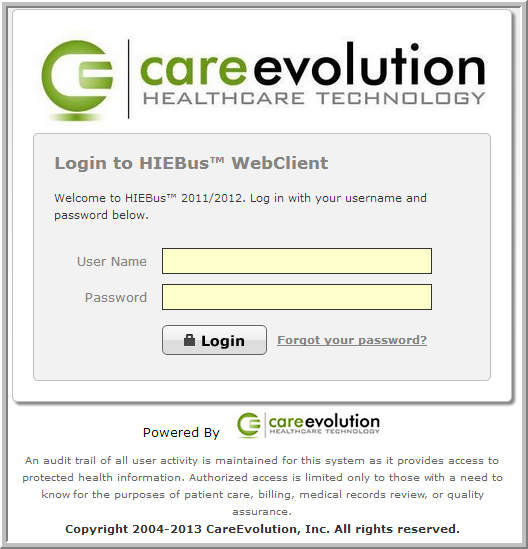 careevolution
HEALTHCARE TECHNOLOGY
Login to HIEBus™ WebClient
Welcome to HIEBus™ 2011/2012. Log in with your username and
password below.
User Name
Password
Login Forgot your password?
Powered By careevolution
HEALTHCARE TECHNOLOGY
An audit trail of all user activity is maintained for this system as it provides access to
protected health information. Authorized access is limited only to those with a need to
know for the purposes of patient care, billing, medical records review, or quality
assurance.
Copyright 2004-2013 CareEvolution, Inc. All rights reserved.